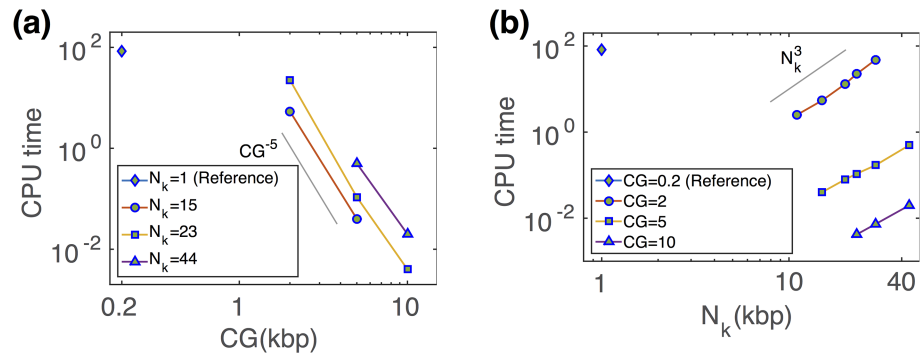 (a)
10^2
10^0
10^-2
CPU time
CG^-5
N_k=1 (Reference)
N_k=15
N_k=23
N_k=44
0.2
1
10
CG(kbp)
(b)
10^2
10^0
10^-2
CPU time
N_k^3
CG=0.2 (Reference)
CG=2
CG=5
CG=10
1
10
40
N_k(kbp)